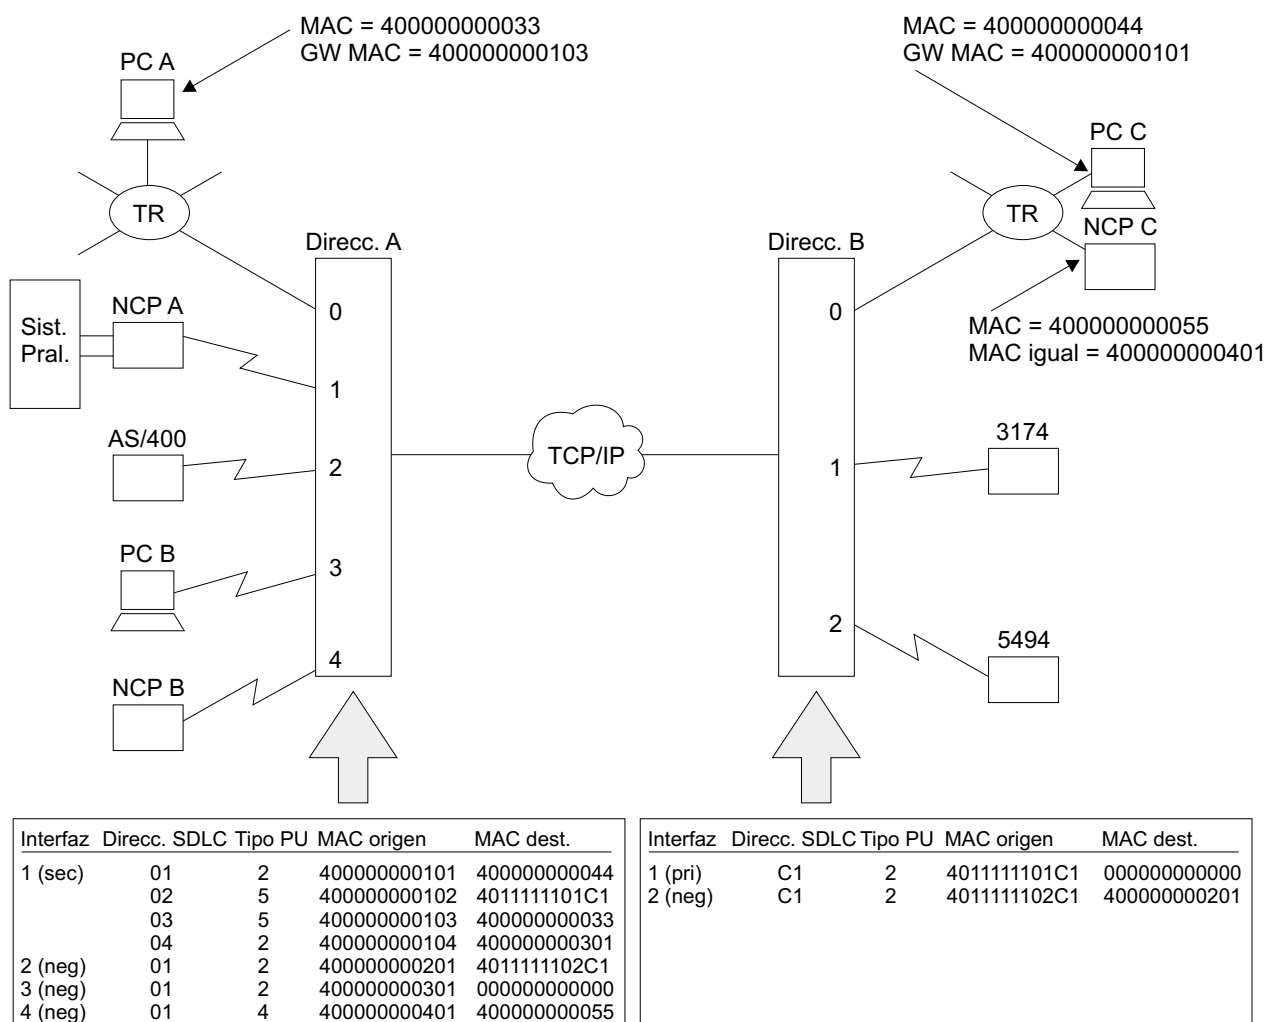 MAC = 400000000033
GW MAC = 400000000103
MAC = 400000000044
GW MAC = 400000000101
PC A
PC C
TR
TR
NCP C
Direcc. A
Direcc. B
NCP A
0
0
Sist.
Pral.
MAC = 400000000055
MAC igual = 400000000401
1
AS/400
3174
TCP/IP
2
1
PC B
3
2
5494
4
NCP B
Interfaz Direcc. SDLC Tipo PU MAC origen MAC dest.
1 (sec) 01 2 400000000101 400000000044
02 5 400000000102 4011111101C1
03 5 400000000103 400000000033
04 2 400000000104 400000000301
2 (neg) 01 2 400000000201 4011111102C1
3 (neg) 01 2 400000000301 000000000000
4 (neg) 01 4 400000000401 400000000055
Interfaz Direcc. SDLC Tipo PU MAC origen MAC dest.
1 (pri) C1 2 4011111101C1 000000000000
2 (neg) C1 2 4011111102C1 400000000201